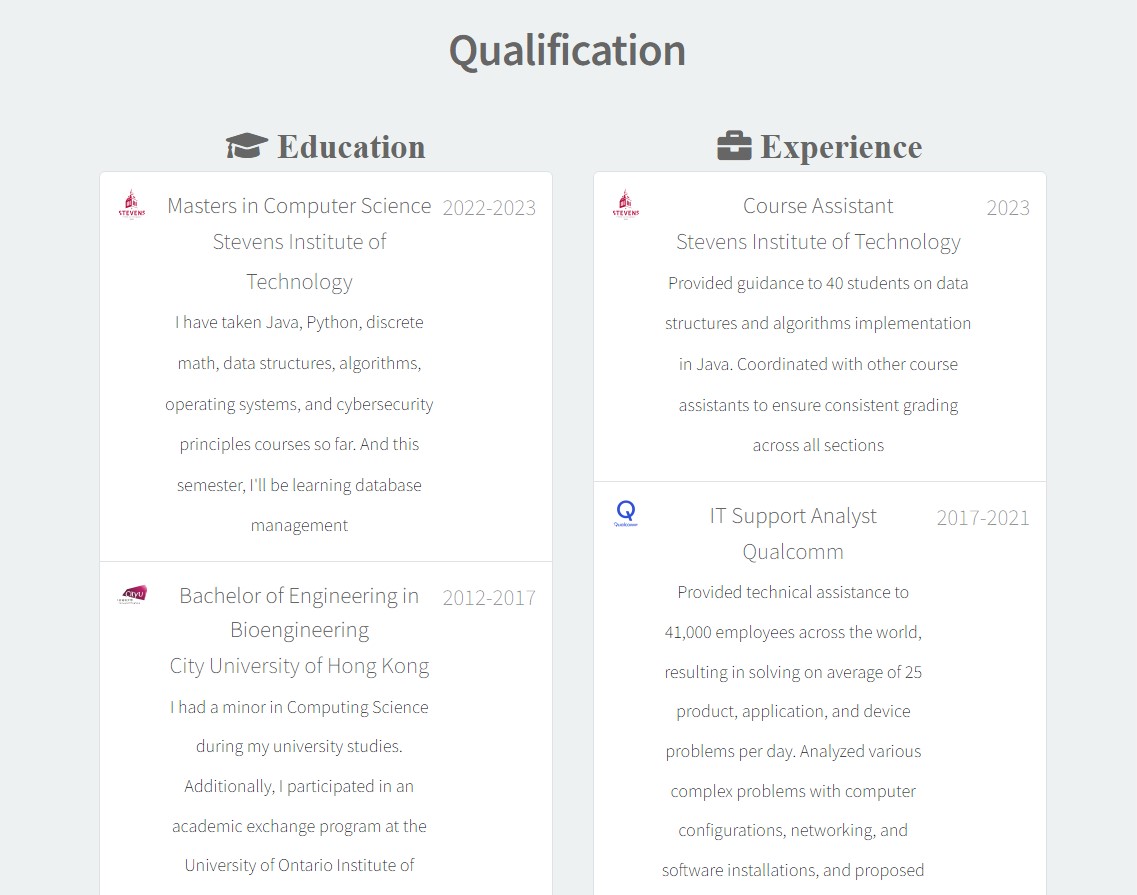 Qualification
Education
STEVENS
Masters in Computer Science 2022-2023
Stevens Institute of
Technology
I have taken Java, Python, discrete
math, data structures, algorithms,
operating systems, and cybersecurity
principles courses so far. And this
semester, I'll be learning database
management
CityU
Bachelor of Engineering in 2012-2017
Bioengineering
City University of Hong Kong
I had a minor in Computing Science
during my university studies.
Additionally, I participated in an
academic exchange program at the
University of Ontario Institute of
Experience
STEVENS
Course Assistant 2023
Stevens Institute of Technology
Provided guidance to 40 students on data
structures and algorithms implementation
in Java. Coordinated with other course
assistants to ensure consistent grading
across all sections
Qualcomm
IT Support Analyst 2017-2021
Qualcomm
Provided technical assistance to
41,000 employees across the world,
resulting in solving on average of 25
product, application, and device
problems per day. Analyzed various
complex problems with computer
configurations, networking, and
software installations, and proposed